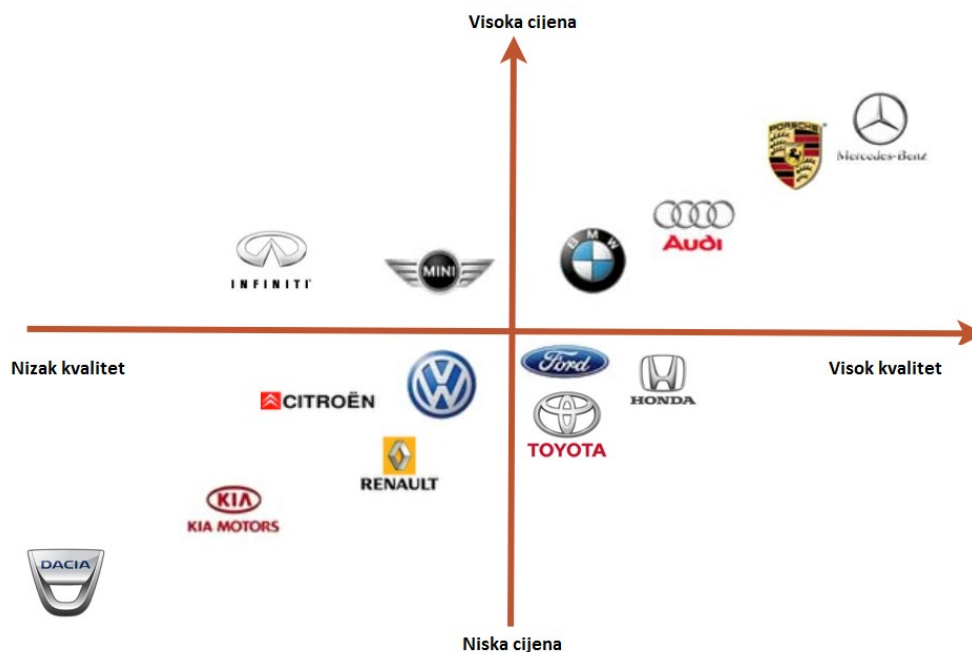 Visoka cijena
PORSCHE
Mercedes-Benz
Audi
BMW
INFINITI
MINI
Nizak kvalitet
Visok kvalitet
Ford
HONDA
CITROËN
TOYOTA
RENAULT
KIA
KIA MOTORS
DACIA
Niska cijena